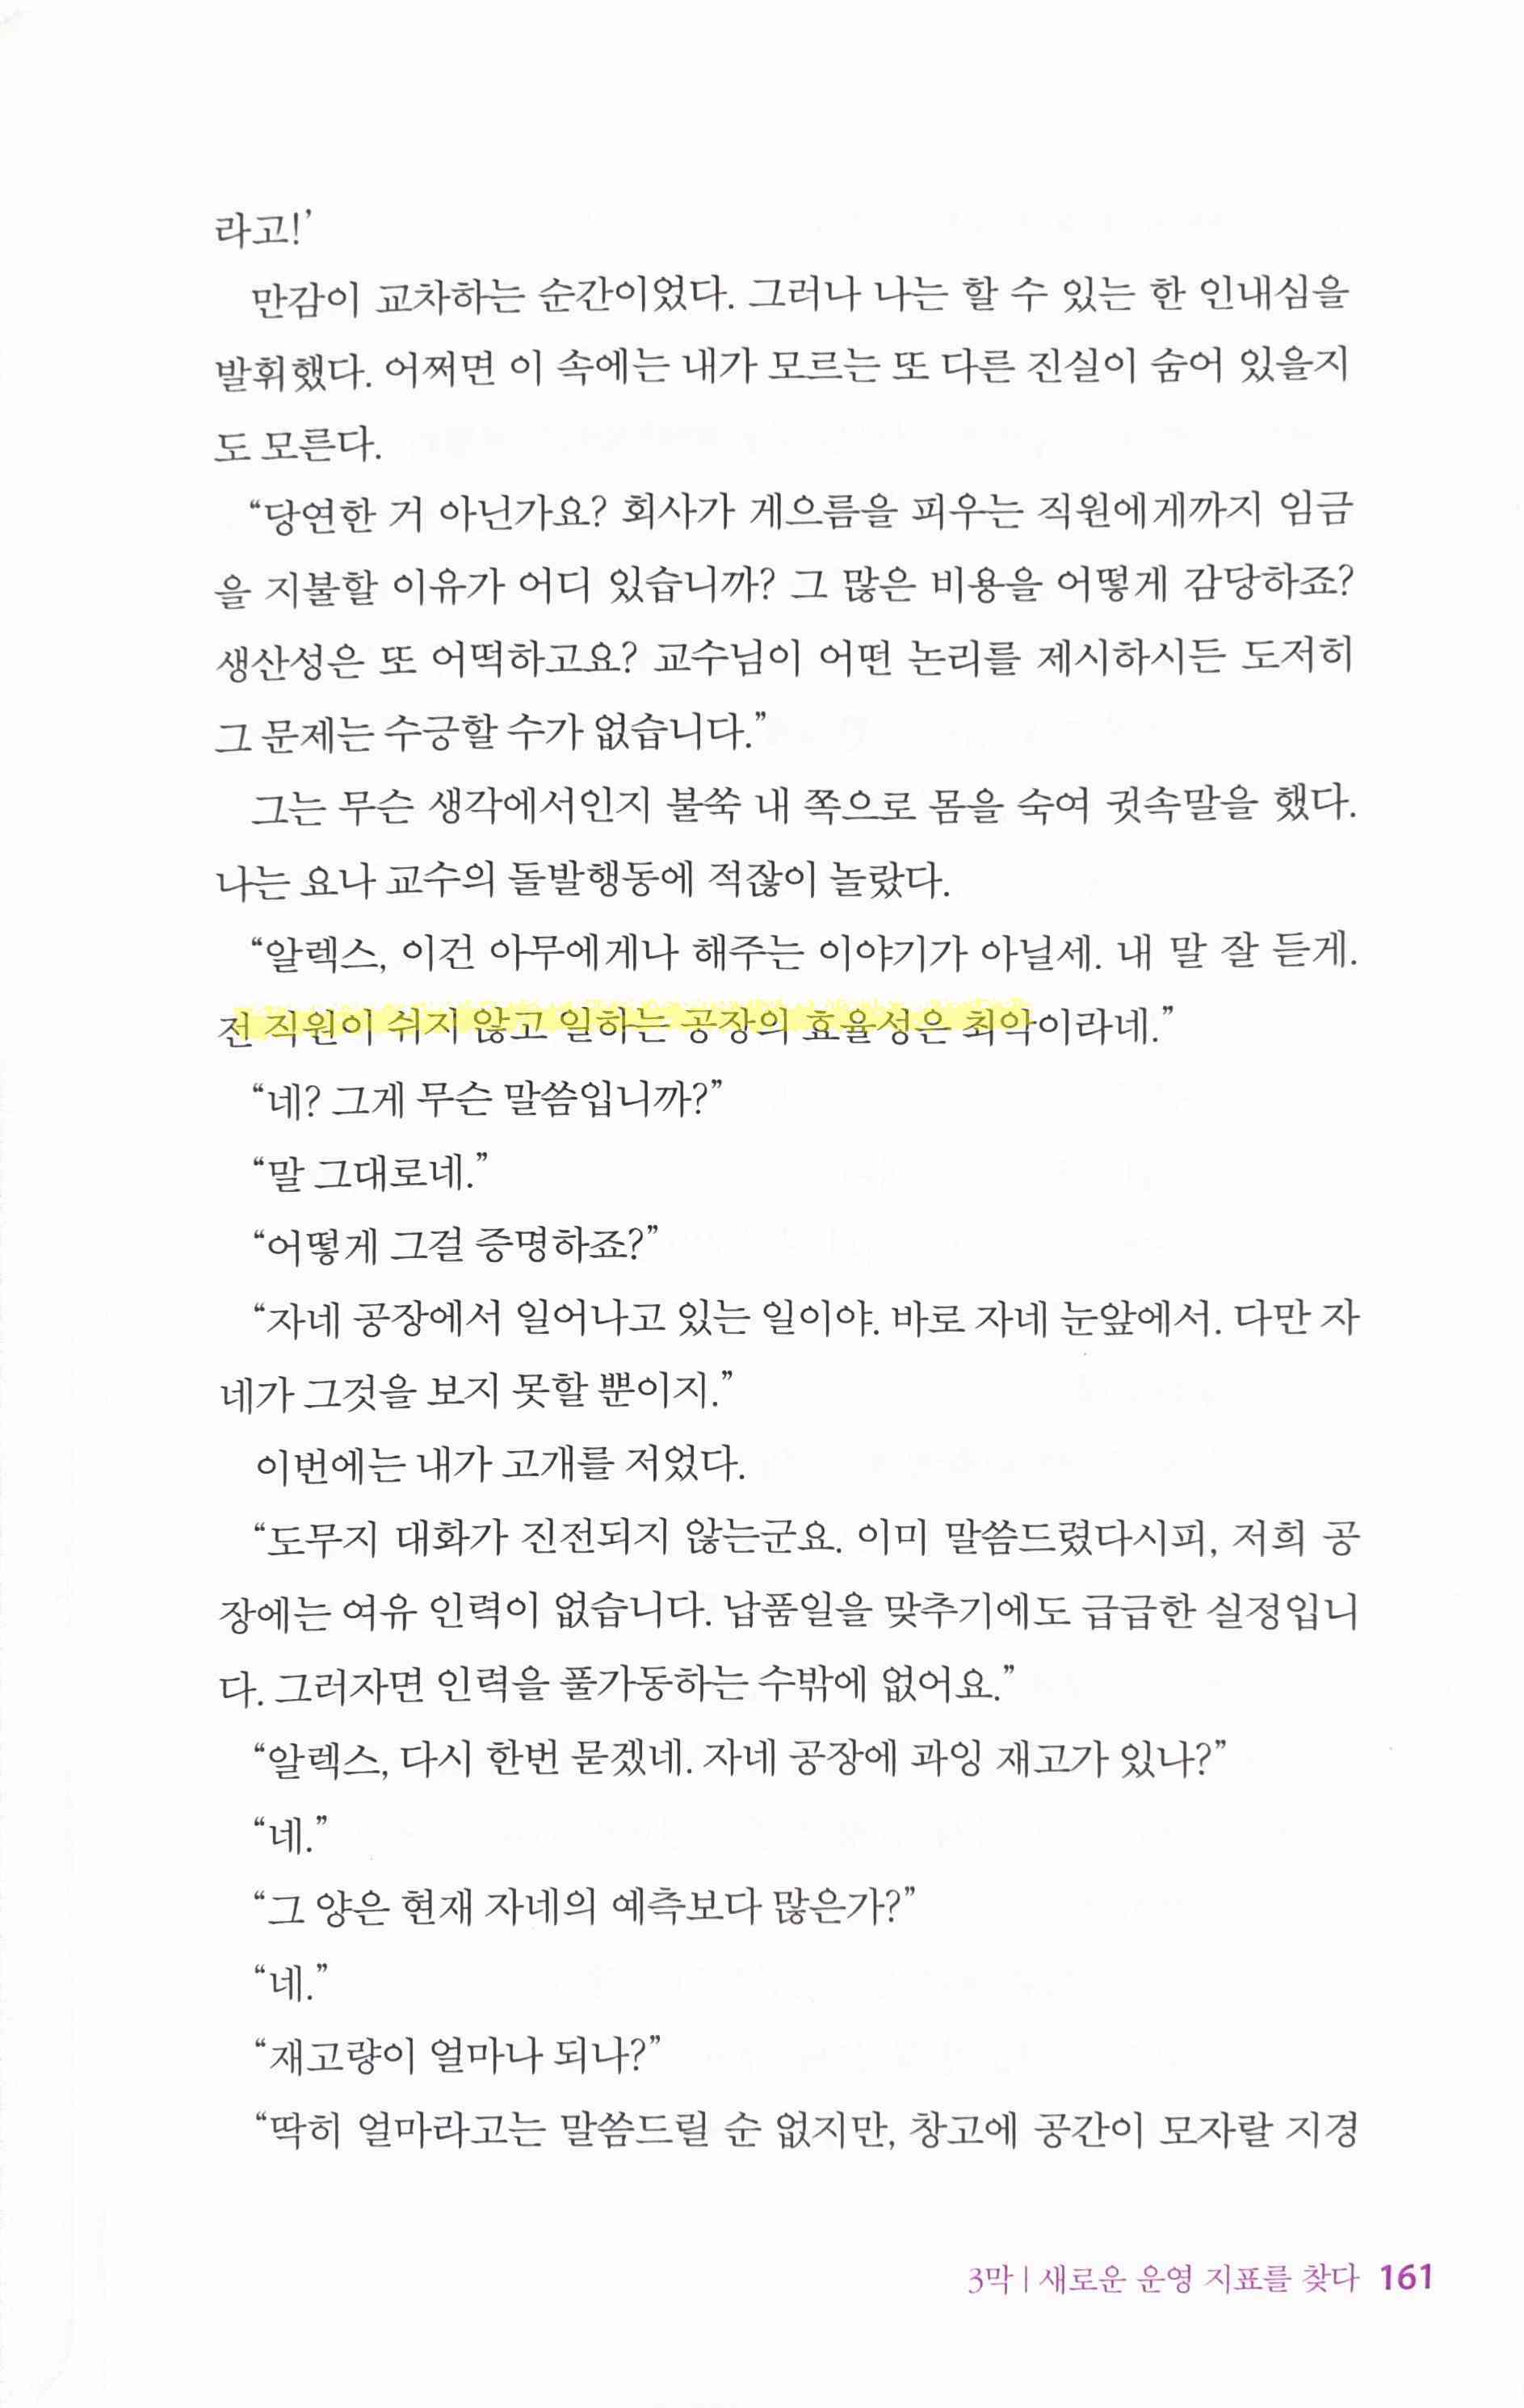 라고!’
만감이 교차하는 순간이었다. 그러나 나는 할 수 있는 한 인내심을
발휘했다. 어쩌면 이 속에는 내가 모르는 또 다른 진실이 숨어 있을지
도 모른다.
“당연한 거 아닌가요? 회사가 게으름을 피우는 직원에게까지 임금
을 지불할 이유가 어디 있습니까? 그 많은 비용을 어떻게 감당하죠?
생산성은 또 어떡하고요? 교수님이 어떤 논리를 제시하시든 도저히
그 문제는 수긍할 수가 없습니다.”
그는 무슨 생각에서인지 불쑥 내 쪽으로 몸을 숙여 귓속말을 했다.
나는 요나 교수의 돌발행동에 적잖이 놀랐다.
“알렉스, 이건 아무에게나 해주는 이야기가 아닐세. 내 말 잘 듣게.
전 직원이 쉬지 않고 일하는 공장의 효율성은 최악이라네.”
“네? 그게 무슨 말씀입니까?”
“말 그대로네.”
“어떻게 그걸 증명하죠?”
“자네 공장에서 일어나고 있는 일이야. 바로 자네 눈앞에서. 다만 자
네가 그것을 보지 못할 뿐이지.”
이번에는 내가 고개를 저었다.
“도무지 대화가 진전되지 않는군요. 이미 말씀드렸다시피, 저희 공
장에는 여유 인력이 없습니다. 납품일을 맞추기에도 급급한 실정입니
다. 그러자면 인력을 풀가동하는 수밖에 없어요.”
“알렉스, 다시 한번 묻겠네. 자네 공장에 과잉 재고가 있나?”
“네.”
“그 양은 현재 자네의 예측보다 많은가?”
“네.”
“재고량이 얼마나 되나?”
“딱히 얼마라고는 말씀드릴 순 없지만, 창고에 공간이 모자랄 지경
3막 | 새로운 운영 지표를 찾다 161